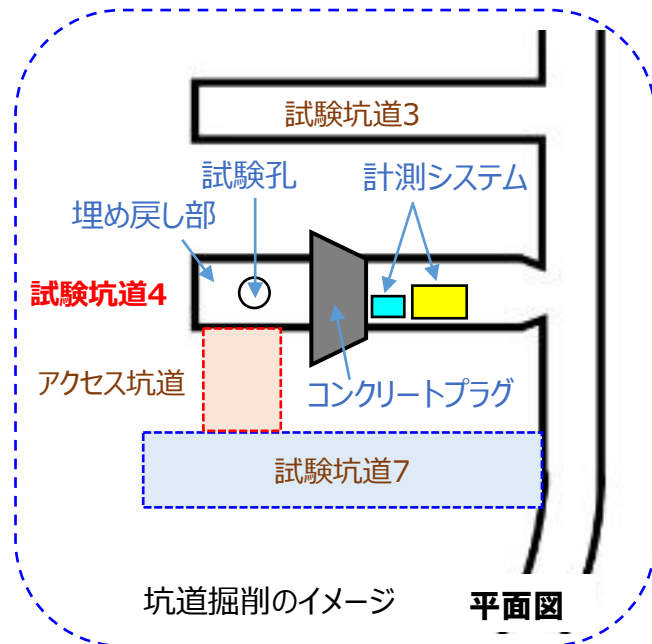 試験坑道3
試験孔
計測システム
埋め戻し部
試験坑道4
アクセス坑道
コンクリートプラグ
試験坑道7
坑道掘削のイメージ
平面図